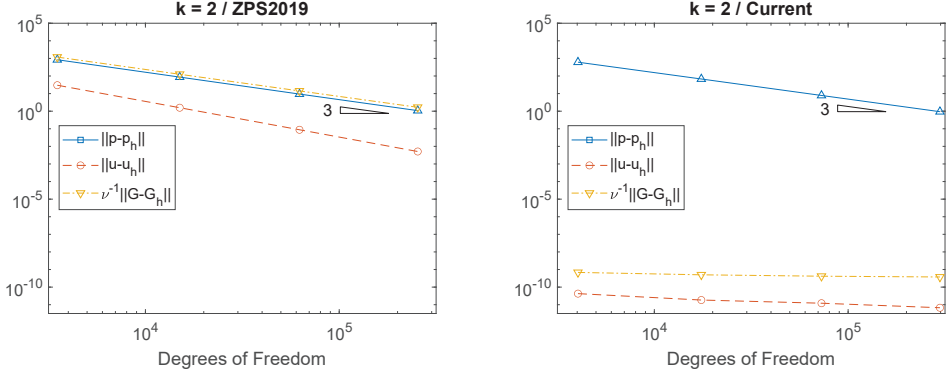 k = 2 / ZPS2019
10^5
10^0
10^-5
10^-10
3
||p-p_h||
||u-u_h||
ν^-1||G-G_h||
10^4
10^5
Degrees of Freedom
k = 2 / Current
10^5
10^0
10^-5
10^-10
3
||p-p_h||
||u-u_h||
ν^-1||G-G_h||
10^4
10^5
Degrees of Freedom